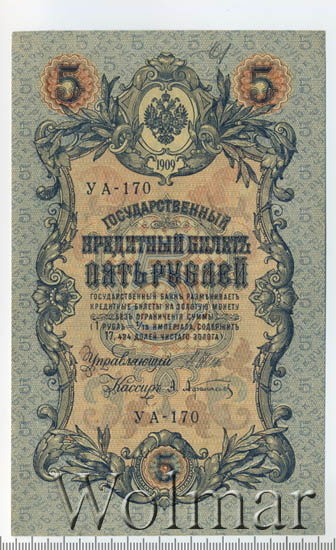 5 5
1909
УА-170
ГОСУДАРСТВЕННЫЙ
КРЕДИТНЫЙ БИЛЕТЪ
ПЯТЬ РУБЛЕЙ
ГОСУДАРСТВЕННЫЙ БАНКЪ РАЗМѢНИВАЕТЪ
КРЕДИТНЫЕ БИЛЕТЫ НА ЗОЛОТУЮ МОНЕТУ
БЕЗЪ ОГРАНИЧЕНІЯ СУММЫ
(1 РУБЛЬ = 1/15 ИМПЕРІАЛА, СОДЕРЖИТЪ
17,424 ДОЛЕЙ ЧИСТАГО ЗОЛОТА)
Управляющій
Кассиръ
УА-170
5
Wolmar